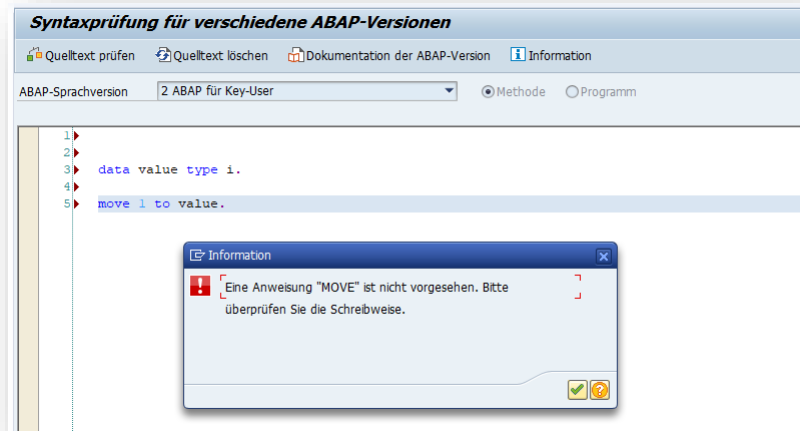 Syntaxprüfung für verschiedene ABAP-Versionen
Quelltext prüfen Quelltext löschen Dokumentation der ABAP-Version Information
ABAP-Sprachversion 2 ABAP für Key-User Methode Programm
1
2
3 data value type i.
4
5 move 1 to value.
Information
Eine Anweisung "MOVE" ist nicht vorgesehen. Bitte
überprüfen Sie die Schreibweise.